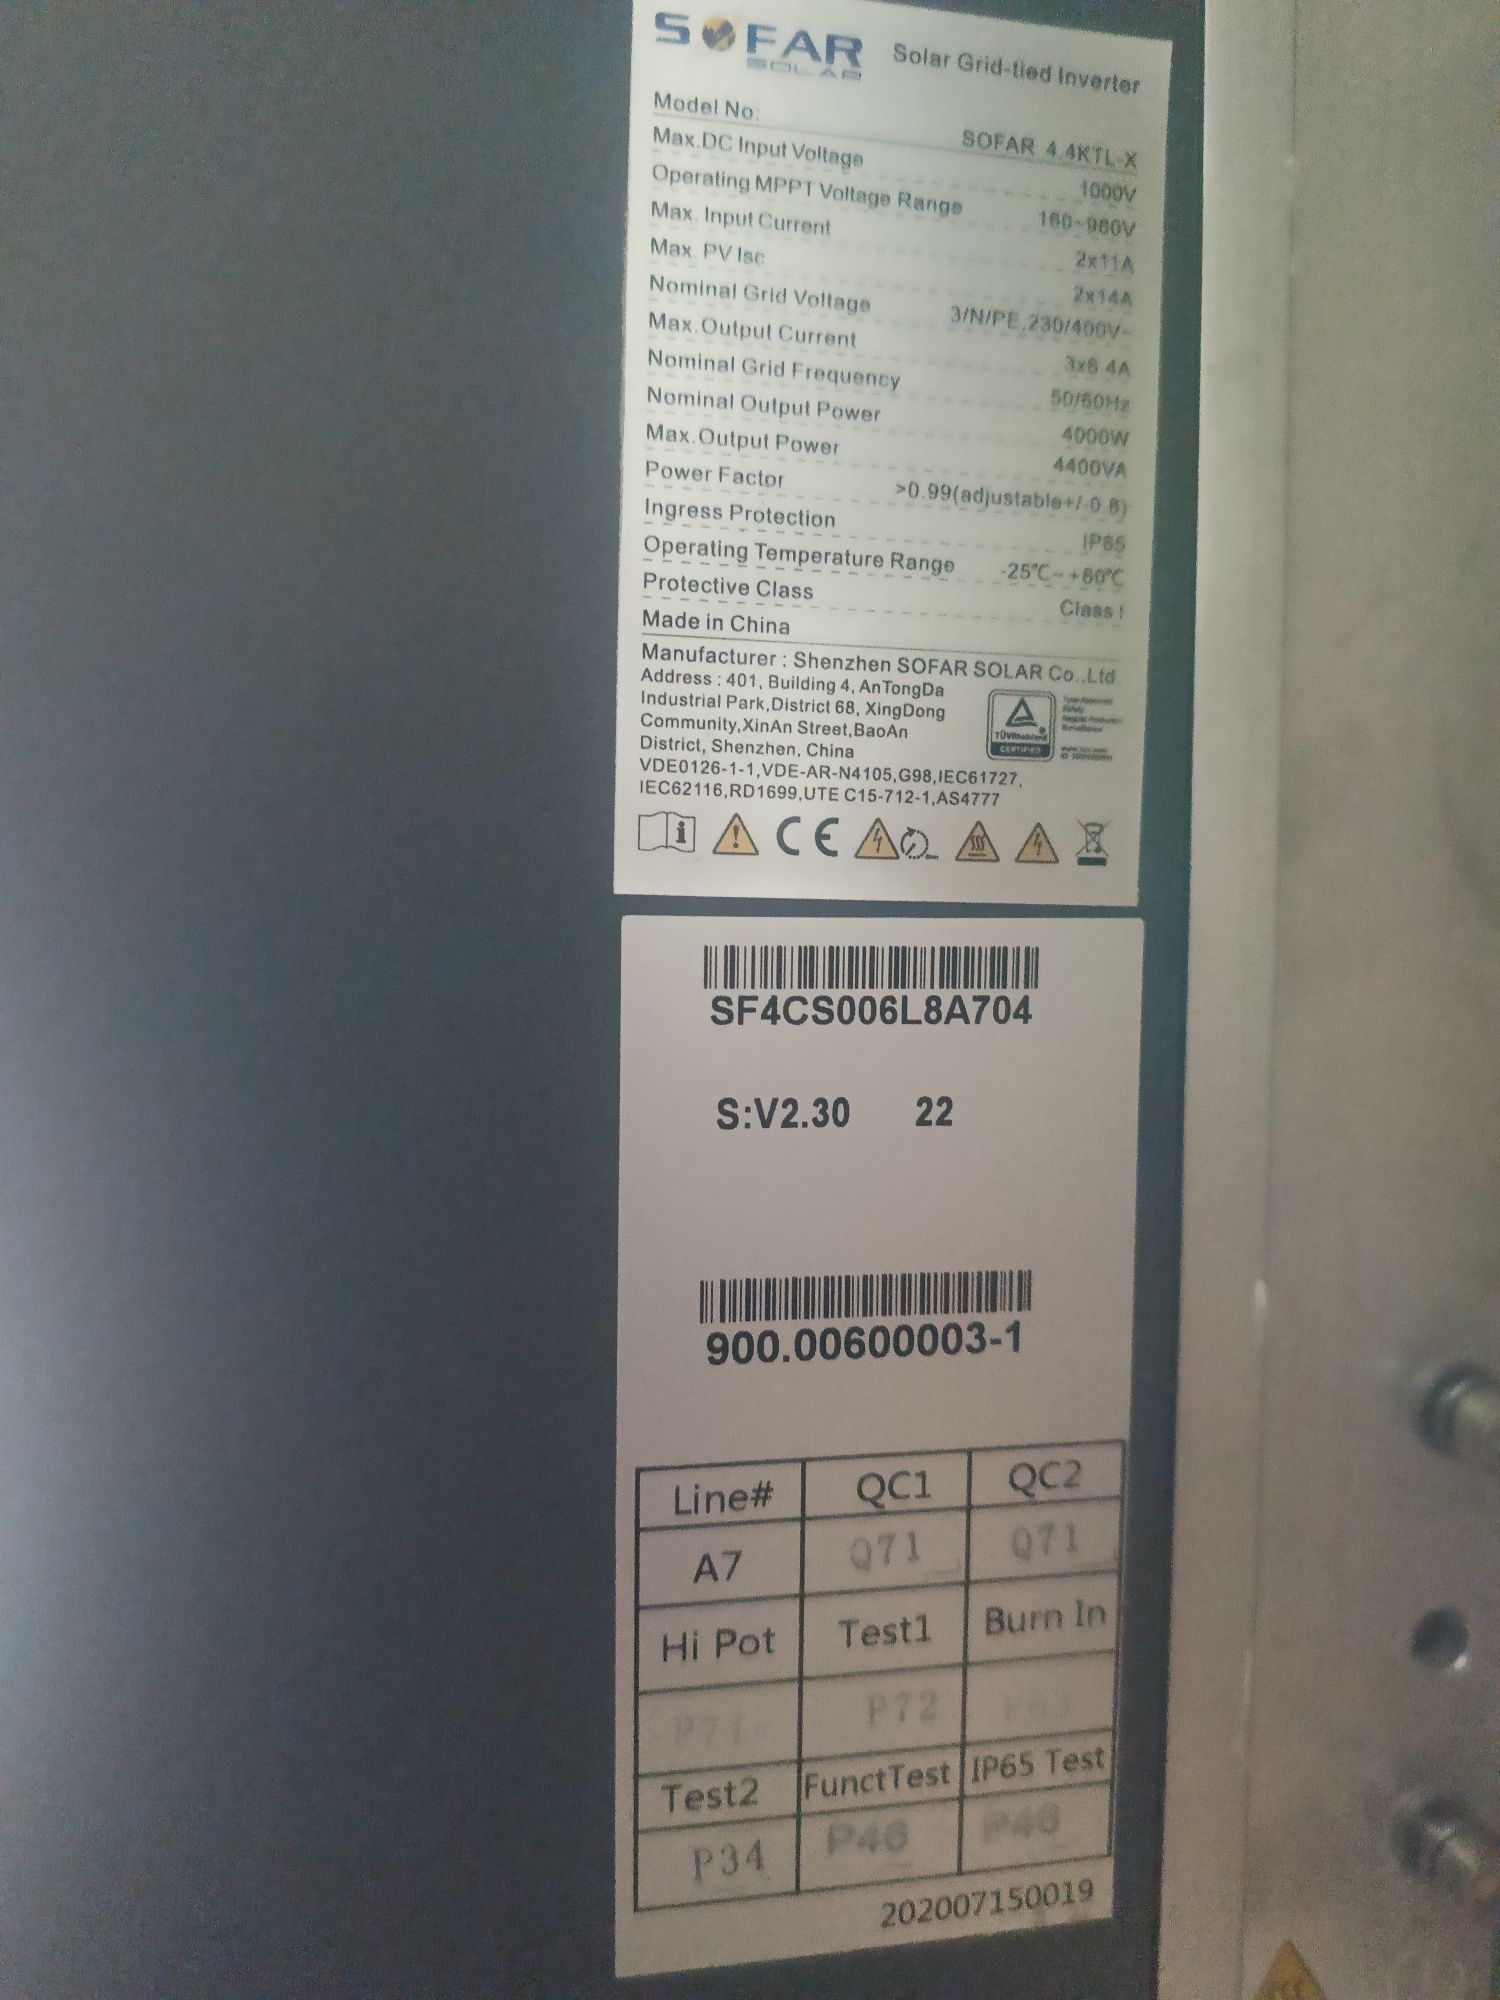 SOFAR
SOLAR
Solar Grid-tied Inverter
Model No: SOFAR 4.4KTL-X
Max.DC Input Voltage 1000V
Operating MPPT Voltage Range 160~960V
Max. Input Current 2x11A
Max. PV Isc 2x14A
Nominal Grid Voltage 3/N/PE,230/400V~
Max.Output Current 3x6.4A
Nominal Grid Frequency 50/60Hz
Nominal Output Power 4000W
Max.Output Power 4400VA
Power Factor >0.99(adjustable+/-0.8)
Ingress Protection IP65
Operating Temperature Range -25℃~+60℃
Protective Class Class I
Made in China
Manufacturer : Shenzhen SOFAR SOLAR Co.,Ltd
Address : 401, Building 4, AnTongDa
Industrial Park,District 68, XingDong
Community,XinAn Street,BaoAn
District, Shenzhen, China
TÜVRheinland
CERTIFIED
VDE0126-1-1,VDE-AR-N4105,G98,IEC61727,
IEC62116,RD1699,UTE C15-712-1,AS4777
CE
SF4CS006L8A704
S:V2.30 22
900.00600003-1
Line# QC1 QC2
A7 Q71 Q71
Hi Pot Test1 Burn In
P71 P72
Test2 FunctTest IP65 Test
P34 P46 P46
202007150019